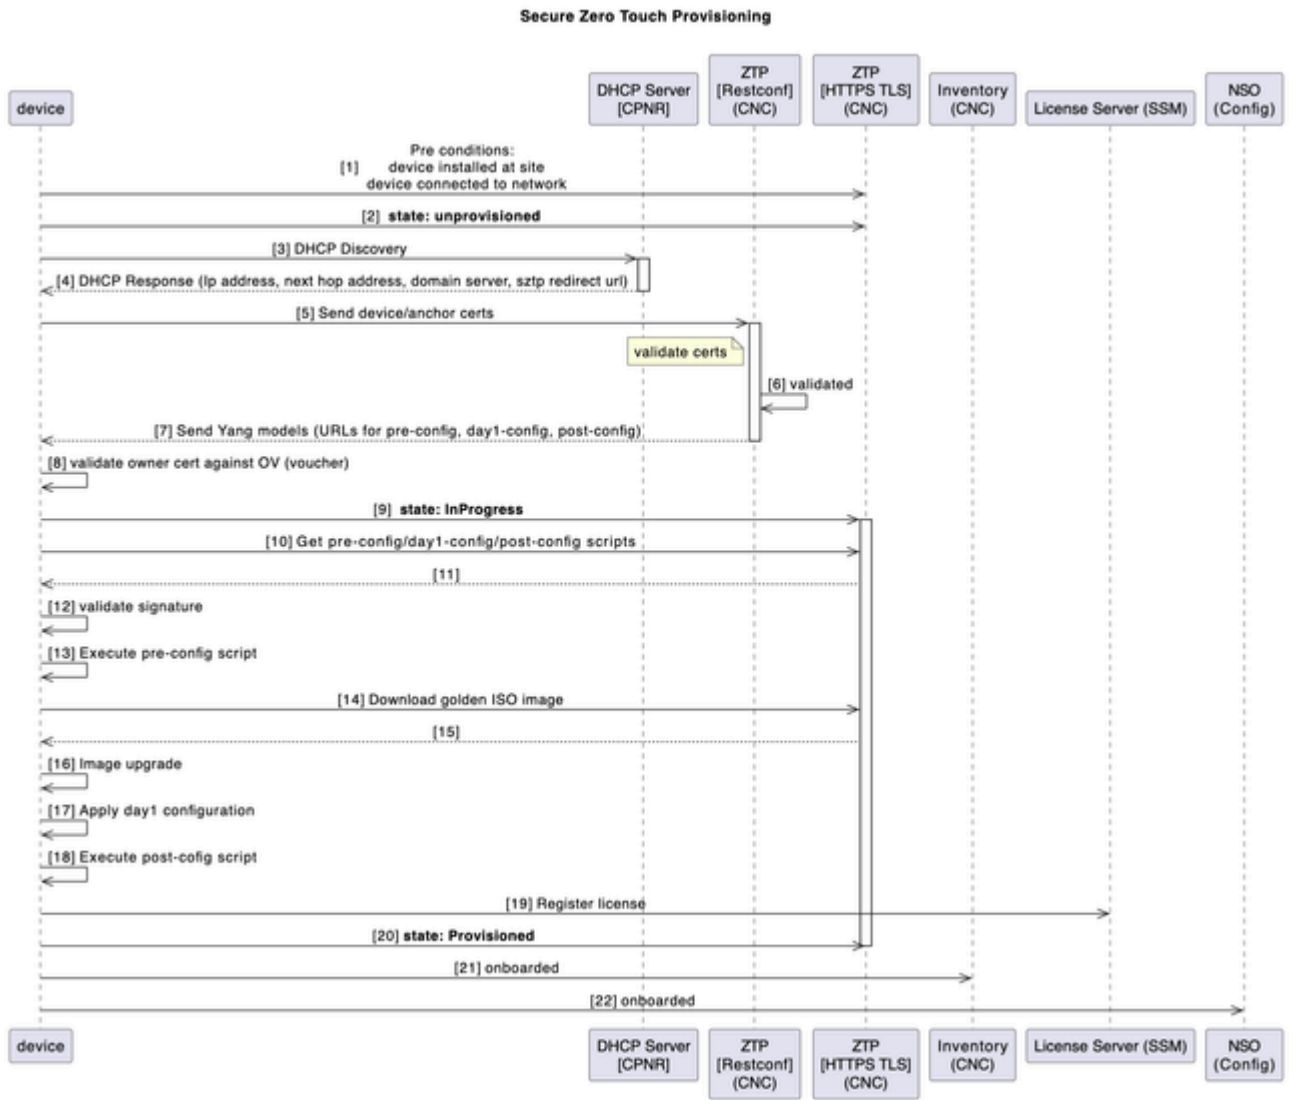 Secure Zero Touch Provisioning
device
DHCP Server
[CPNR]
ZTP
[Restconf]
(CNC)
ZTP
[HTTPS TLS]
(CNC)
Inventory
(CNC)
License Server (SSM)
NSO
(Config)
Pre conditions:
[1] device installed at site
device connected to network
[2] state: unprovisioned
[3] DHCP Discovery
[4] DHCP Response (Ip address, next hop address, domain server, sztp redirect url)
[5] Send device/anchor certs
validate certs
[6] validated
[7] Send Yang models (URLs for pre-config, day1-config, post-config)
[8] validate owner cert against OV (voucher)
[9] state: InProgress
[10] Get pre-config/day1-config/post-config scripts
[11]
[12] validate signature
[13] Execute pre-config script
[14] Download golden ISO image
[15]
[16] Image upgrade
[17] Apply day1 configuration
[18] Execute post-cofig script
[19] Register license
[20] state: Provisioned
[21] onboarded
[22] onboarded
device
DHCP Server
[CPNR]
ZTP
[Restconf]
(CNC)
ZTP
[HTTPS TLS]
(CNC)
Inventory
(CNC)
License Server (SSM)
NSO
(Config)